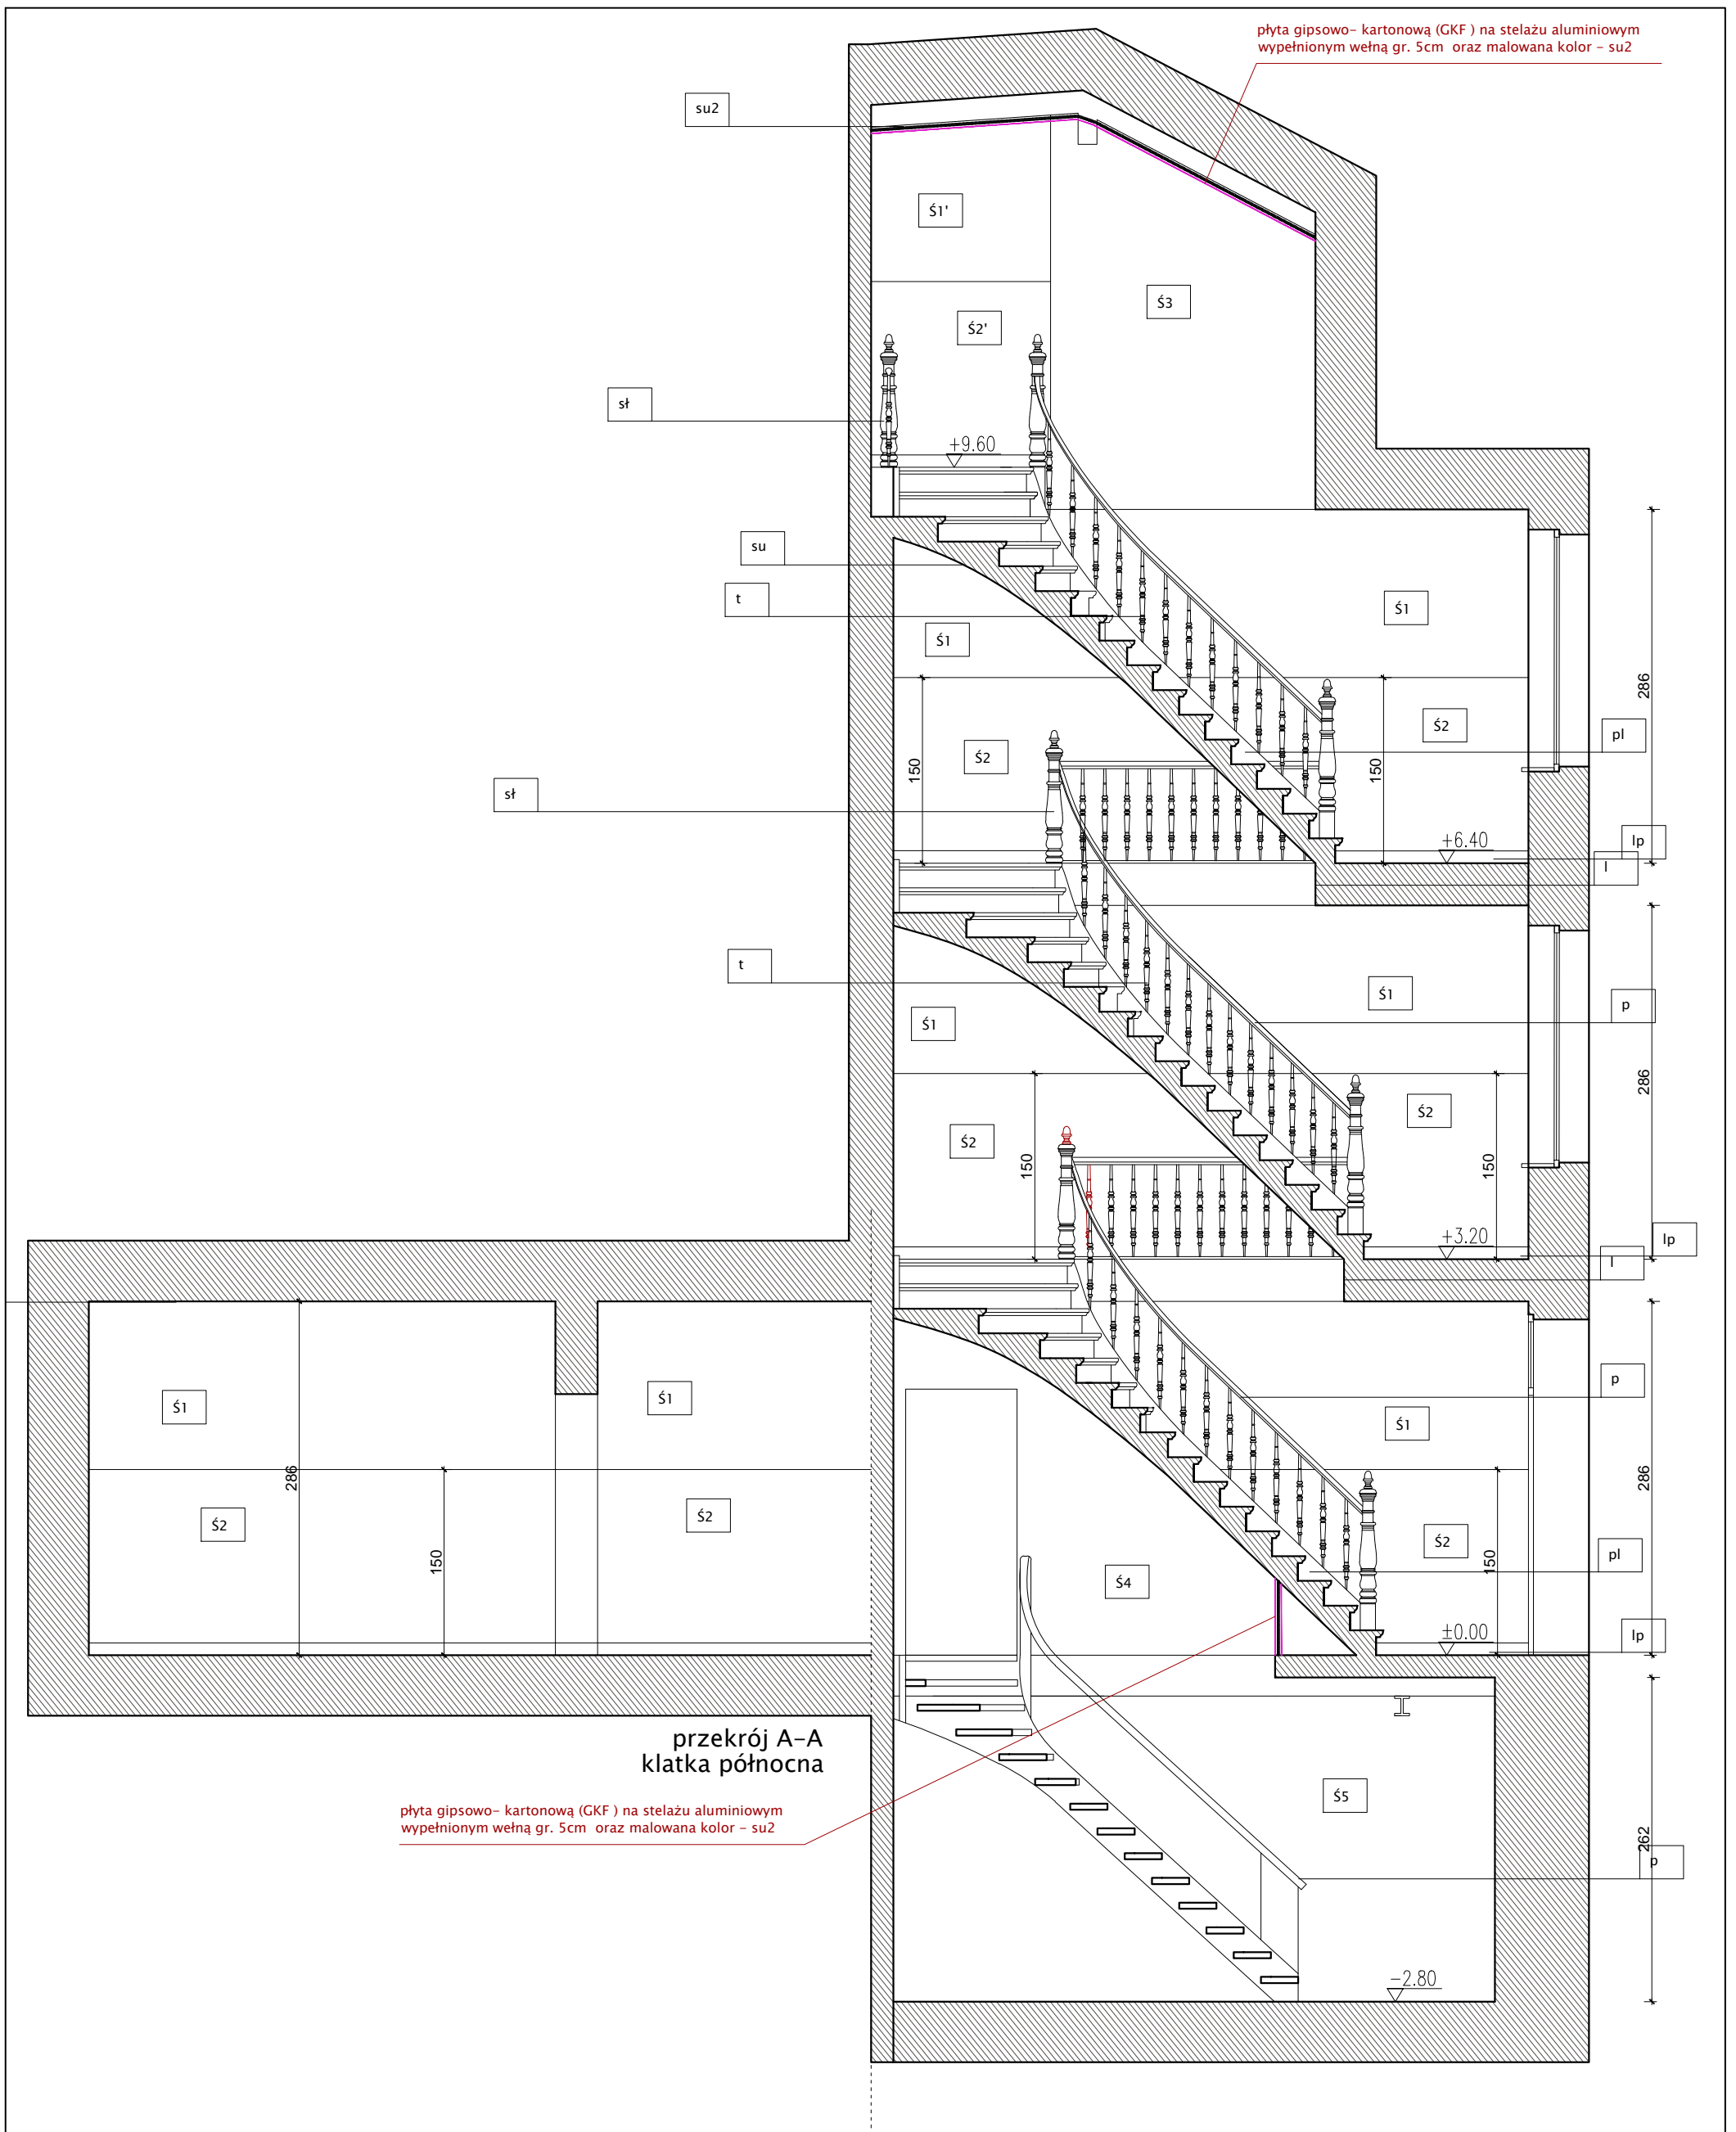 płyta gipsowo- kartonową (GKF ) na stelażu aluminiowym
wypełnionym wełną gr. 5cm  oraz malowana kolor - su2
su2
Ś1'
Ś3
Ś2'
sł
+9.60
su
t
Ś1
Ś1
286
Ś2
pl
Ś2
150
150
sł
+6.40
lp
l
t
Ś1
p
Ś1
286
Ś2
Ś2
150
150
+3.20
lp
l
p
Ś1
Ś1
Ś1
286
286
Ś2
Ś2
Ś2
pl
150
150
Ś4
±0.00
lp
przekrój A-A
klatka północna
płyta gipsowo- kartonową (GKF ) na stelażu aluminiowym
wypełnionym wełną gr. 5cm  oraz malowana kolor - su2
Ś5
262
p
-2.80